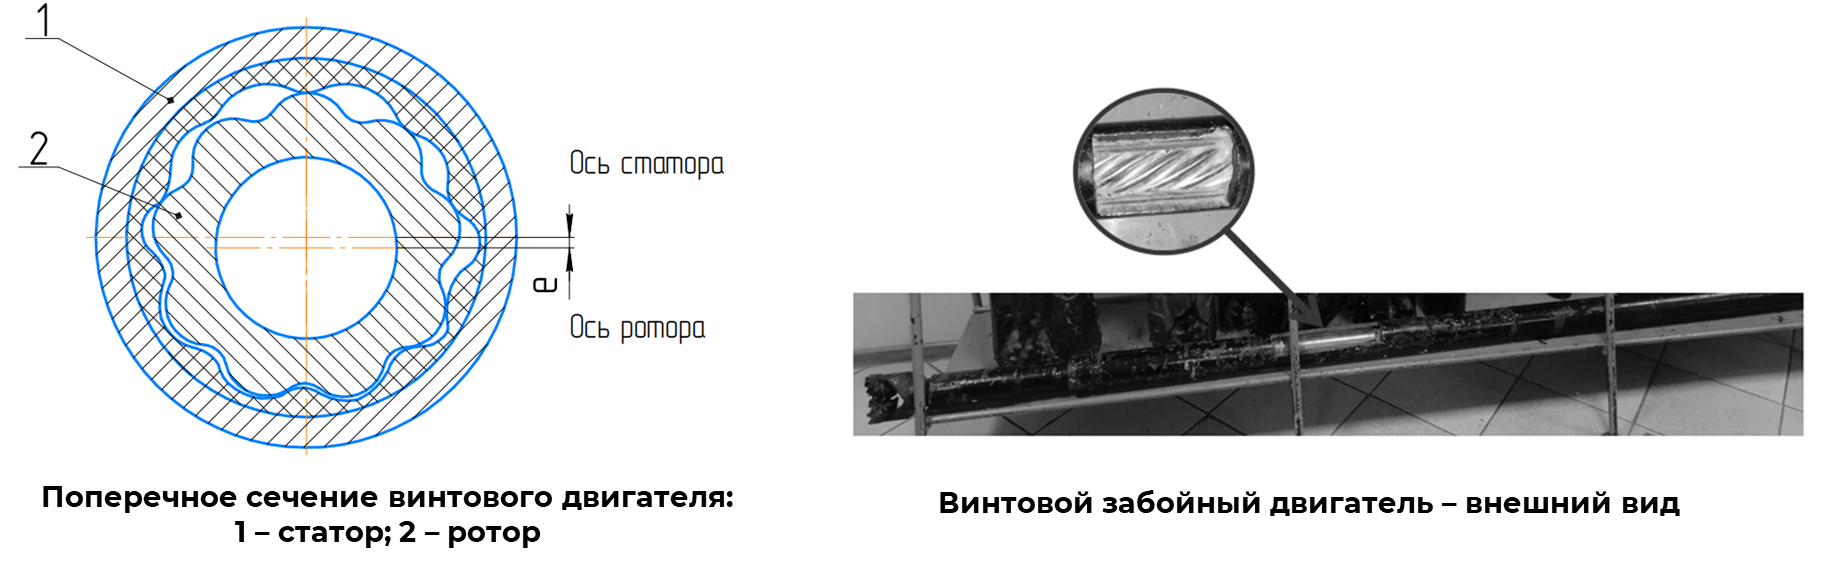 1
2
Ось статора
е
Ось ротора
Поперечное сечение винтового двигателя:
1 – статор; 2 – ротор
Винтовой забойный двигатель – внешний вид